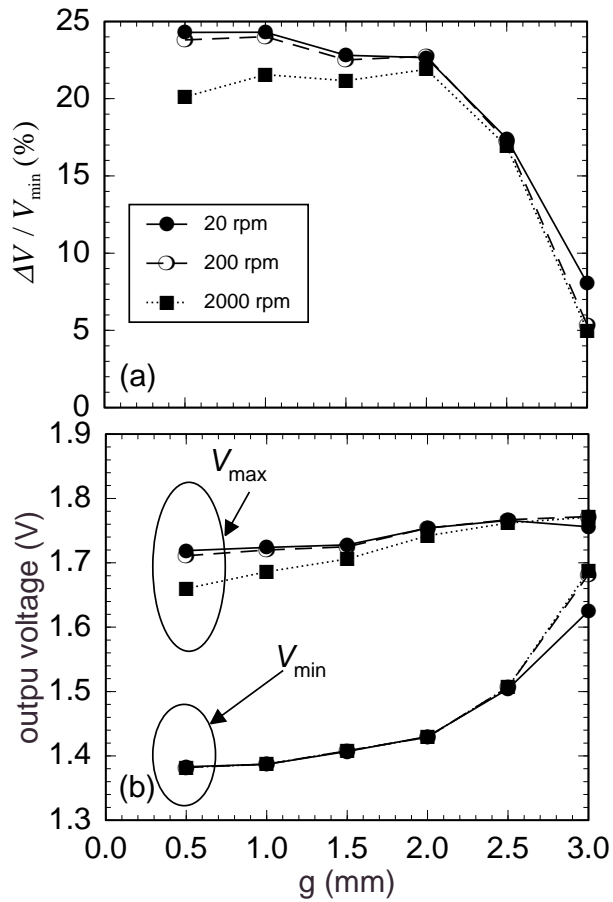 25
20
15
10
5
0
ΔV / Vmin (%)
20 rpm
200 rpm
2000 rpm
(a)
1.9
1.8
1.7
1.6
1.5
1.4
1.3
outpu voltage (V)
Vmax
Vmin
(b)
0.0 0.5 1.0 1.5 2.0 2.5 3.0
g (mm)